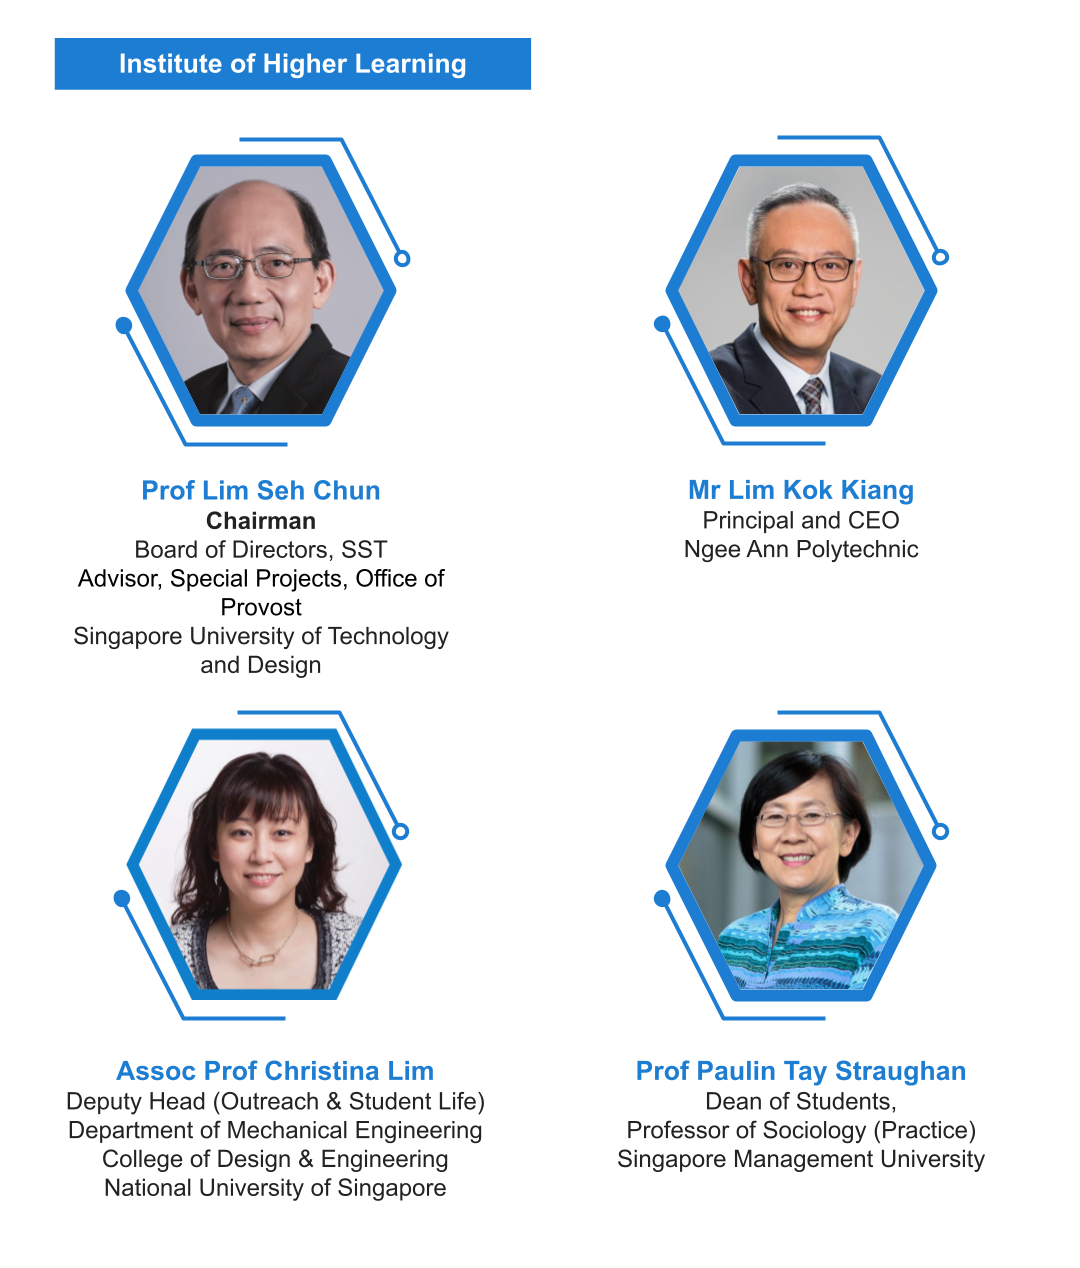 Institute of Higher Learning
Prof Lim Seh Chun
Chairman
Board of Directors, SST
Advisor, Special Projects, Office of
Provost
Singapore University of Technology
and Design
Mr Lim Kok Kiang
Principal and CEO
Ngee Ann Polytechnic
Assoc Prof Christina Lim
Deputy Head (Outreach & Student Life)
Department of Mechanical Engineering
College of Design & Engineering
National University of Singapore
Prof Paulin Tay Straughan
Dean of Students,
Professor of Sociology (Practice)
Singapore Management University